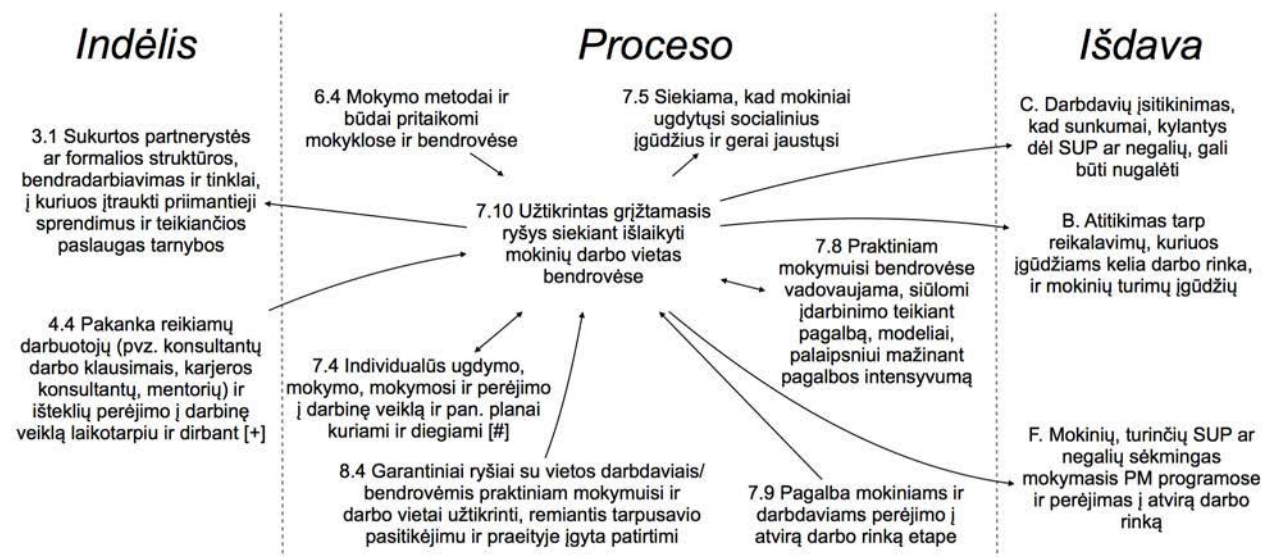 Indėlis
Proceso
Išdava
6.4 Mokymo metodai ir
būdai pritaikomi
mokyklose ir bendrovėse
7.5 Siekiama, kad mokiniai
ugdytųsi socialinius
įgūdžius ir gerai jaustųsi
C. Darbdavių įsitikinimas,
kad sunkumai, kylantys
dėl SUP ar negalių, gali
būti nugalėti
3.1 Sukurtos partnerystės
ar formalios struktūros,
bendradarbiavimas ir tinklai,
į kuriuos įtraukti priimantieji
sprendimus ir teikiančios
paslaugas tarnybos
7.10 Užtikrintas grįžtamasis
ryšys siekiant išlaikyti
mokinių darbo vietas
bendrovėse
B. Atitikimas tarp
reikalavimų, kuriuos
įgūdžiams kelia darbo rinka,
ir mokinių turimų įgūdžių
7.8 Praktiniam
mokymuisi bendrovėse
vadovaujama, siūlomi
įdarbinimo teikiant
pagalbą, modeliai,
palaipsniui mažinant
pagalbos intensyvumą
4.4 Pakanka reikiamų
darbuotojų (pvz. konsultantų
darbo klausimais, karjeros
konsultantų, mentorių) ir
išteklių perėjimo į darbinę
veiklą laikotarpiu ir dirbant [+]
7.4 Individualūs ugdymo,
mokymo, mokymosi ir perėjimo
į darbinę veiklą ir pan. planai
kuriami ir diegiami [#]
8.4 Garantiniai ryšiai su vietos darbdaviais/
bendrovėmis praktiniam mokymuisi ir
darbo vietai užtikrinti, remiantis tarpusavio
pasitikėjimu ir praeityje įgyta patirtimi
7.9 Pagalba mokiniams ir
darbdaviams perėjimo į
atvirą darbo rinką etape
F. Mokinių, turinčių SUP ar
negalių sėkmingas
mokymasis PM programose
ir perėjimas į atvirą darbo
rinką